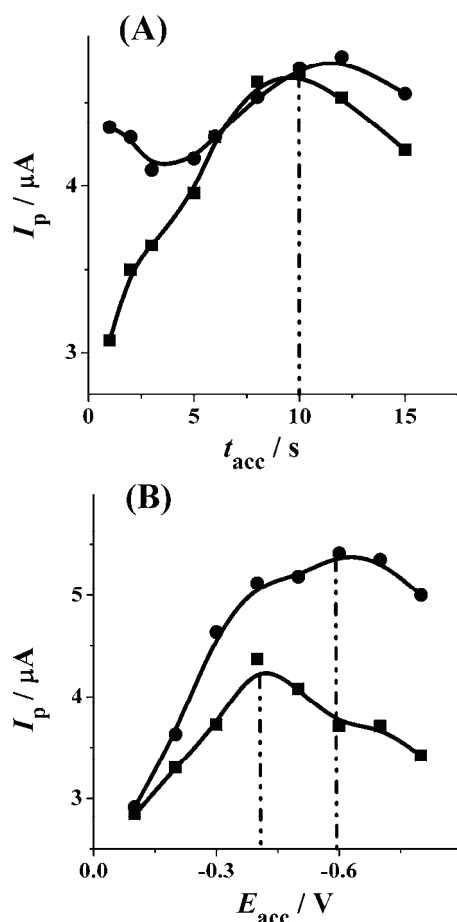 (A)
I_p / μA
4
3
0
5
10
15
t_acc / s
(B)
I_p / μA
5
4
3
0.0
-0.3
-0.6
E_acc / V